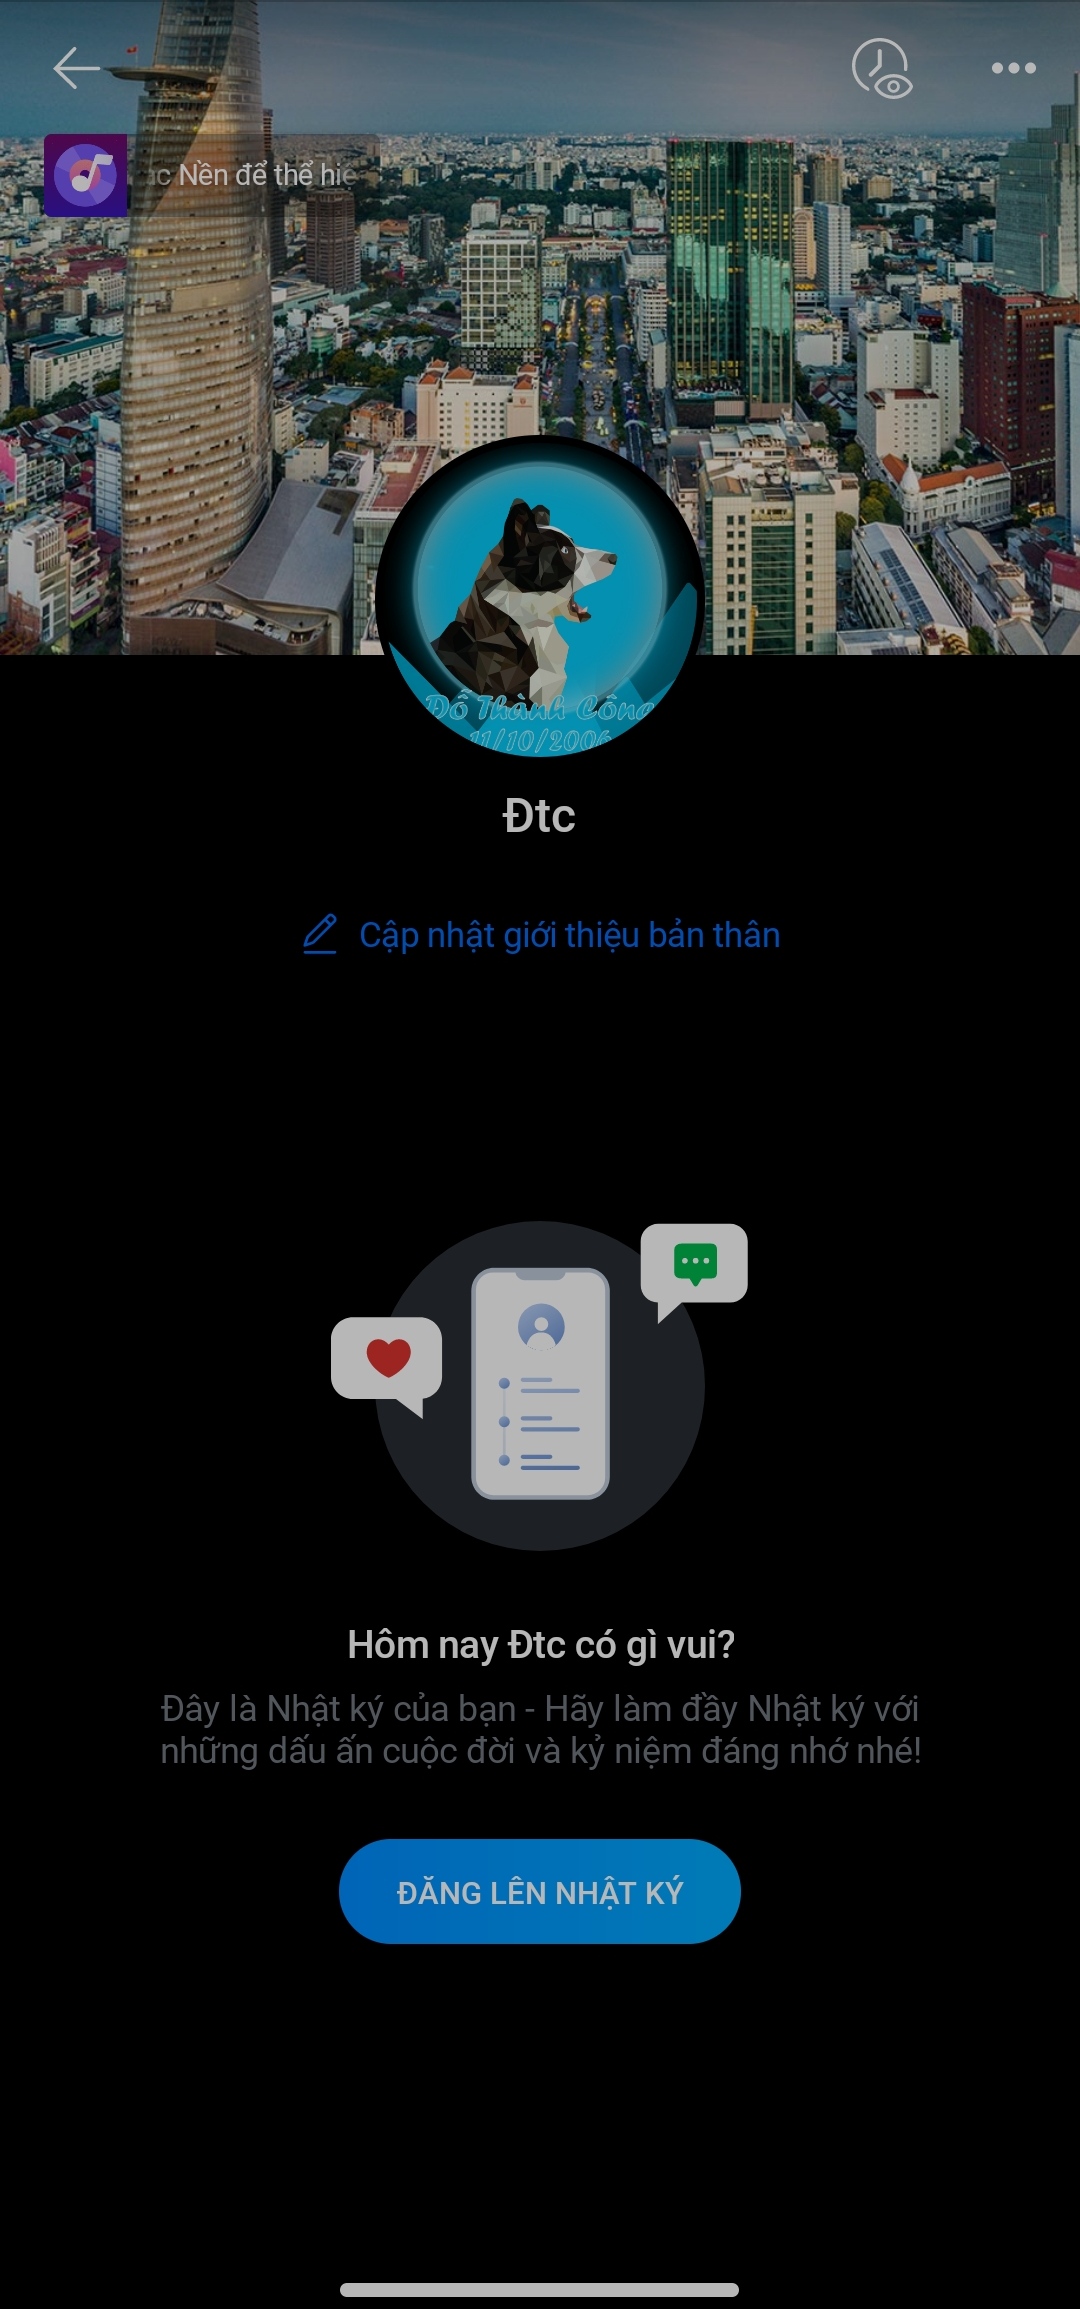 Nền để thể hiệ
Đỗ Thành Công
11/10/2006
Đtc
Cập nhật giới thiệu bản thân
Hôm nay Đtc có gì vui?
Đây là Nhật ký của bạn - Hãy làm đầy Nhật ký với
những dấu ấn cuộc đời và kỷ niệm đáng nhớ nhé!
ĐĂNG LÊN NHẬT KÝ